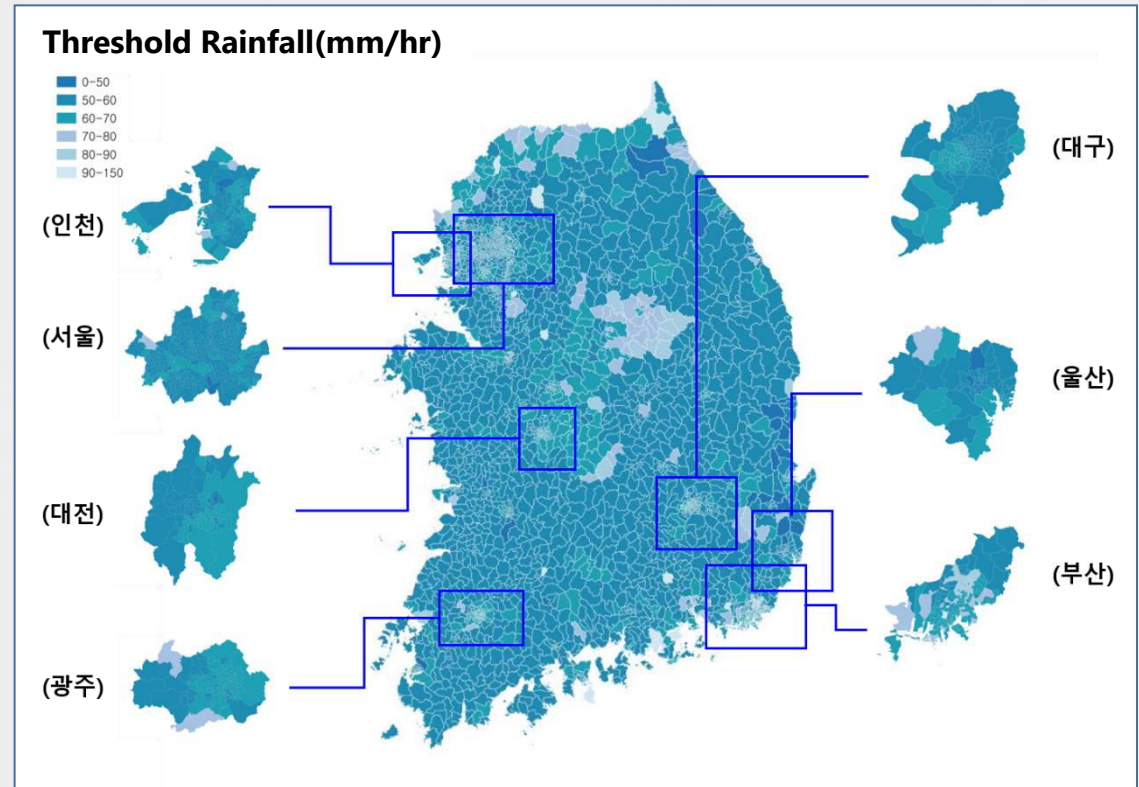 Threshold Rainfall(mm/hr)
0-50
50-60
60-70
70-80
80-90
90-150
(인천)
(서울)
(대전)
(광주)
(대구)
(울산)
(부산)